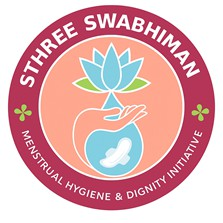 STHREE SWABHIMAN
MENSTRUAL HYGIENE & DIGNITY INITIATIVE